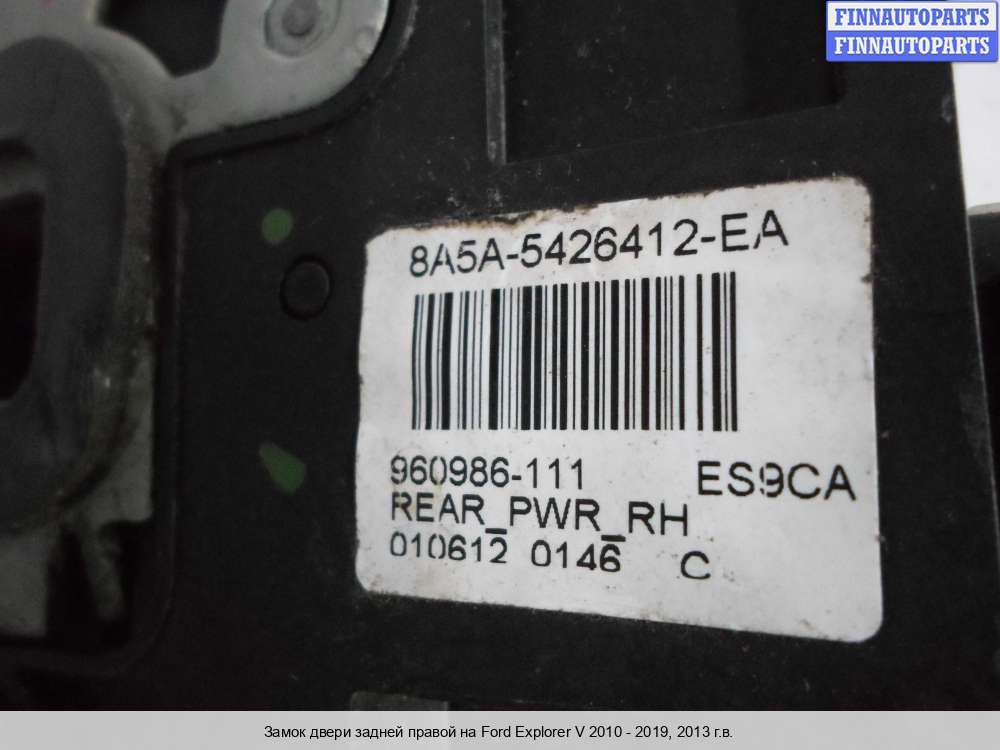 FINNAUTOPARTS
FINNAUTOPARTS
8A5A-5426412-EA
960986-111 ES9CA
REAR_PWR_RH
010612 0146 C
Замок двери задней правой на Ford Explorer V 2010 - 2019, 2013 г.в.